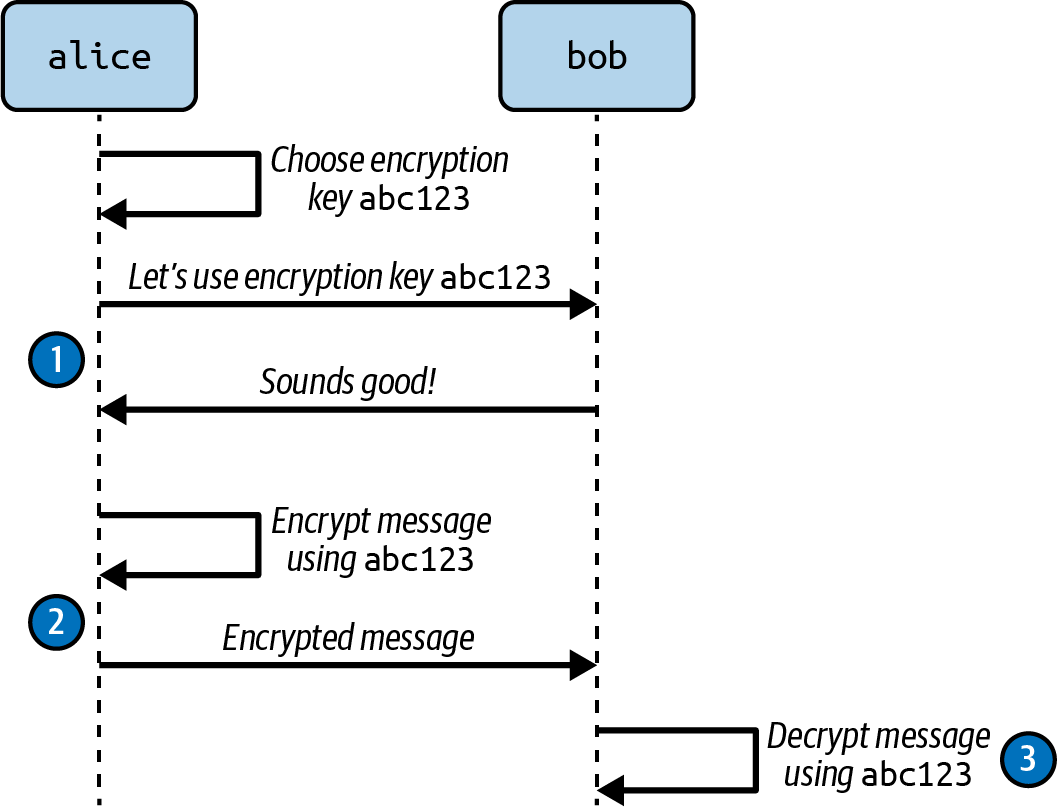 alice
bob
Choose encryption
key abc123
Let's use encryption key abc123
1
Sounds good!
Encrypt message
using abc123
2
Encrypted message
Decrypt message
using abc123
3